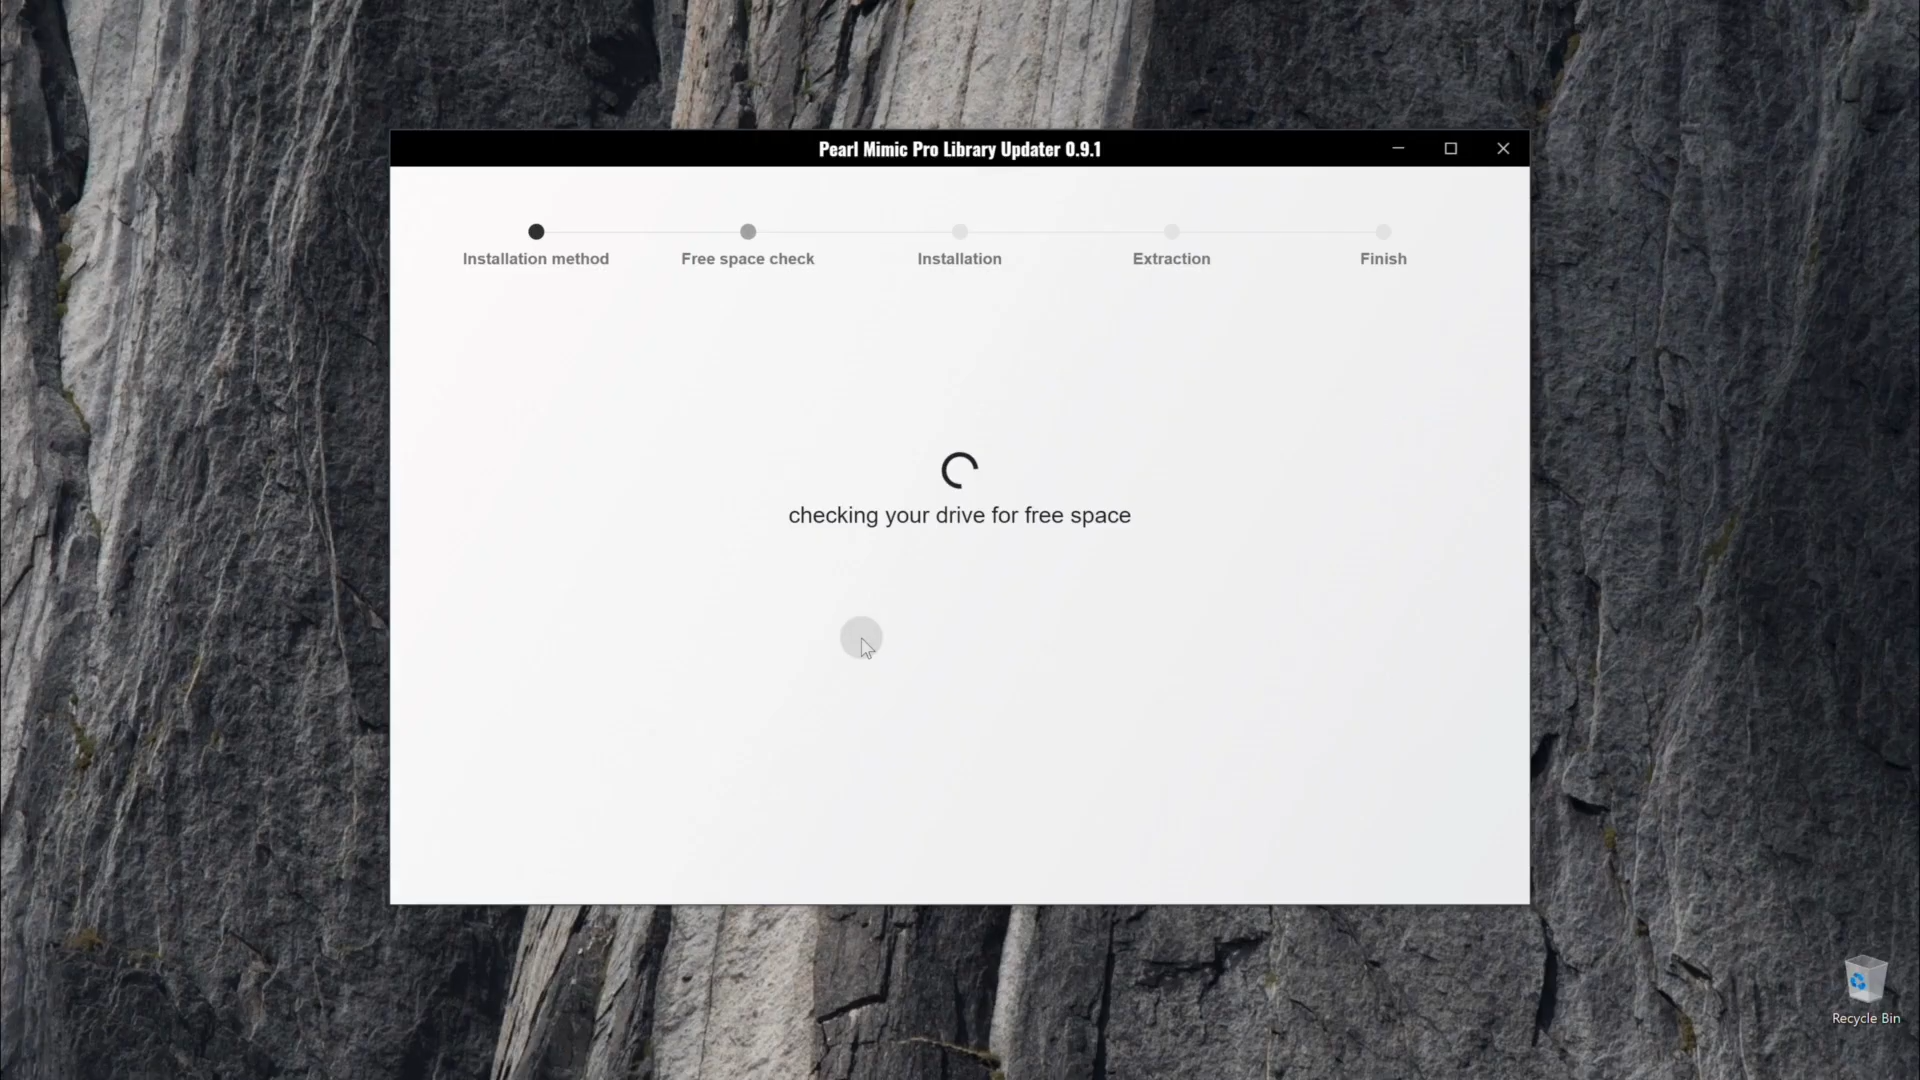 Pearl Mimic Pro Library Updater 0.9.1
Installation method
Free space check
Installation
Extraction
Finish
checking your drive for free space
Recycle Bin